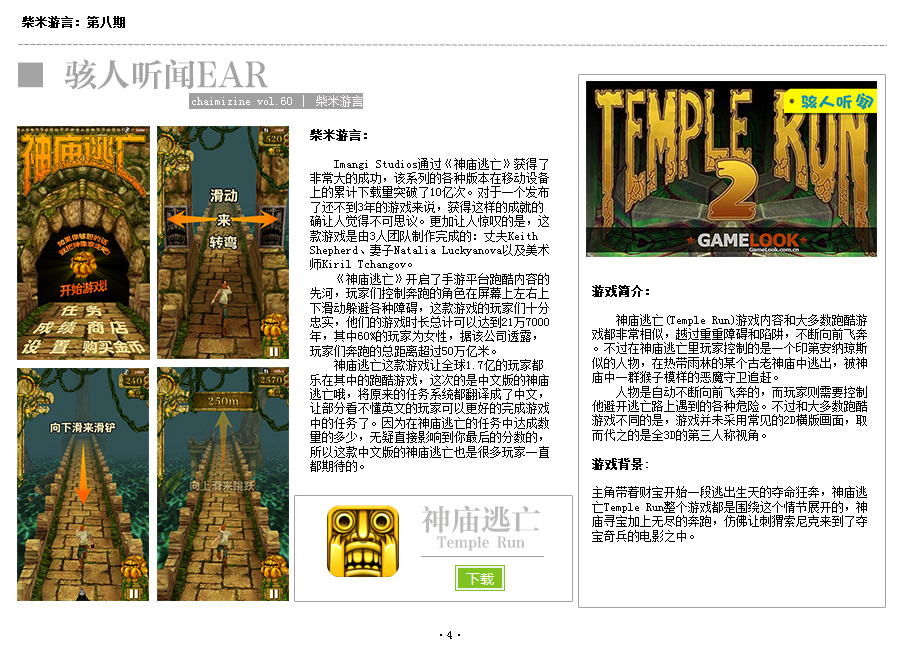 柴米游言：第八期
骇人听闻EAR
chaimizine vol.60 | 柴米游言
神庙逃亡
如果你够胆的话
就把神像拿走吧!
开始游戏!
任务
成绩 商店
设置 购买金币
520
滑动
来
转弯
240
向下滑来滑铲
2570
250m
向上滑来跳跃
柴米游言：
Imangi Studios通过《神庙逃亡》获得了
非常大的成功，该系列的各种版本在移动设备
上的累计下载量突破了10亿次。对于一个发布
了还不到3年的游戏来说，获得这样的成就的
确让人觉得不可思议。更加让人惊叹的是，这
款游戏是由3人团队制作完成的：丈夫Keith
Shepherd、妻子Natalia Luckyanova以及美术
师Kiril Tchangov。
《神庙逃亡》开启了手游平台跑酷内容的
先河，玩家们控制奔跑的角色在屏幕上左右上
下滑动躲避各种障碍，这款游戏的玩家们十分
忠实，他们的游戏时长总计可以达到21万7000
年，其中60%的玩家为女性，据该公司透露，
玩家们奔跑的总距离超过50万亿米。
神庙逃亡这款游戏让全球1.7亿的玩家都
乐在其中的跑酷游戏，这次的是中文版的神庙
逃亡哦，将原来的任务系统都翻译成了中文，
让部分看不懂英文的玩家可以更好的完成游戏
中的任务了。因为在神庙逃亡的任务中达成数
量的多少，无疑直接影响到你最后的分数的，
所以这款中文版的神庙逃亡也是很多玩家一直
都期待的。
神庙逃亡
Temple Run
下载
TEMPLE RUN
骇人听闻
2
GAMELOOK
GameLook.com.cn
游戏简介：
神庙逃亡(Temple Run)游戏内容和大多数跑酷游
戏都非常相似，越过重重障碍和陷阱，不断向前飞奔
。不过在神庙逃亡里玩家控制的是一个印第安纳琼斯
似的人物，在热带雨林的某个古老神庙中逃出，被神
庙中一群猴子模样的恶魔守卫追赶。
人物是自动不断向前飞奔的，而玩家则需要控制
他避开逃亡路上遇到的各种危险。不过和大多数跑酷
游戏不同的是，游戏并未采用常见的2D横版画面，取
而代之的是全3D的第三人称视角。
游戏背景：
主角带着财宝开始一段逃出生天的夺命狂奔，神庙逃
亡Temple Run整个游戏都是围绕这个情节展开的，神
庙寻宝加上无尽的奔跑，仿佛让刺猬索尼克来到了夺
宝奇兵的电影之中。
·4·